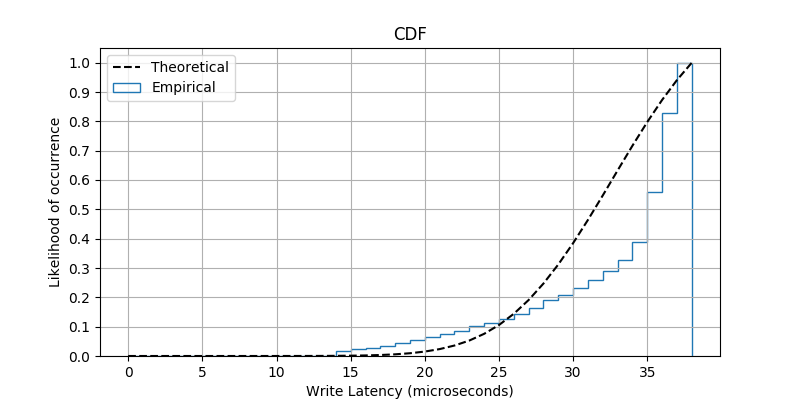 CDF
Theoretical
Empirical
Likelihood of occurrence
1.0
0.9
0.8
0.7
0.6
0.5
0.4
0.3
0.2
0.1
0.0
0 5 10 15 20 25 30 35
Write Latency (microseconds)